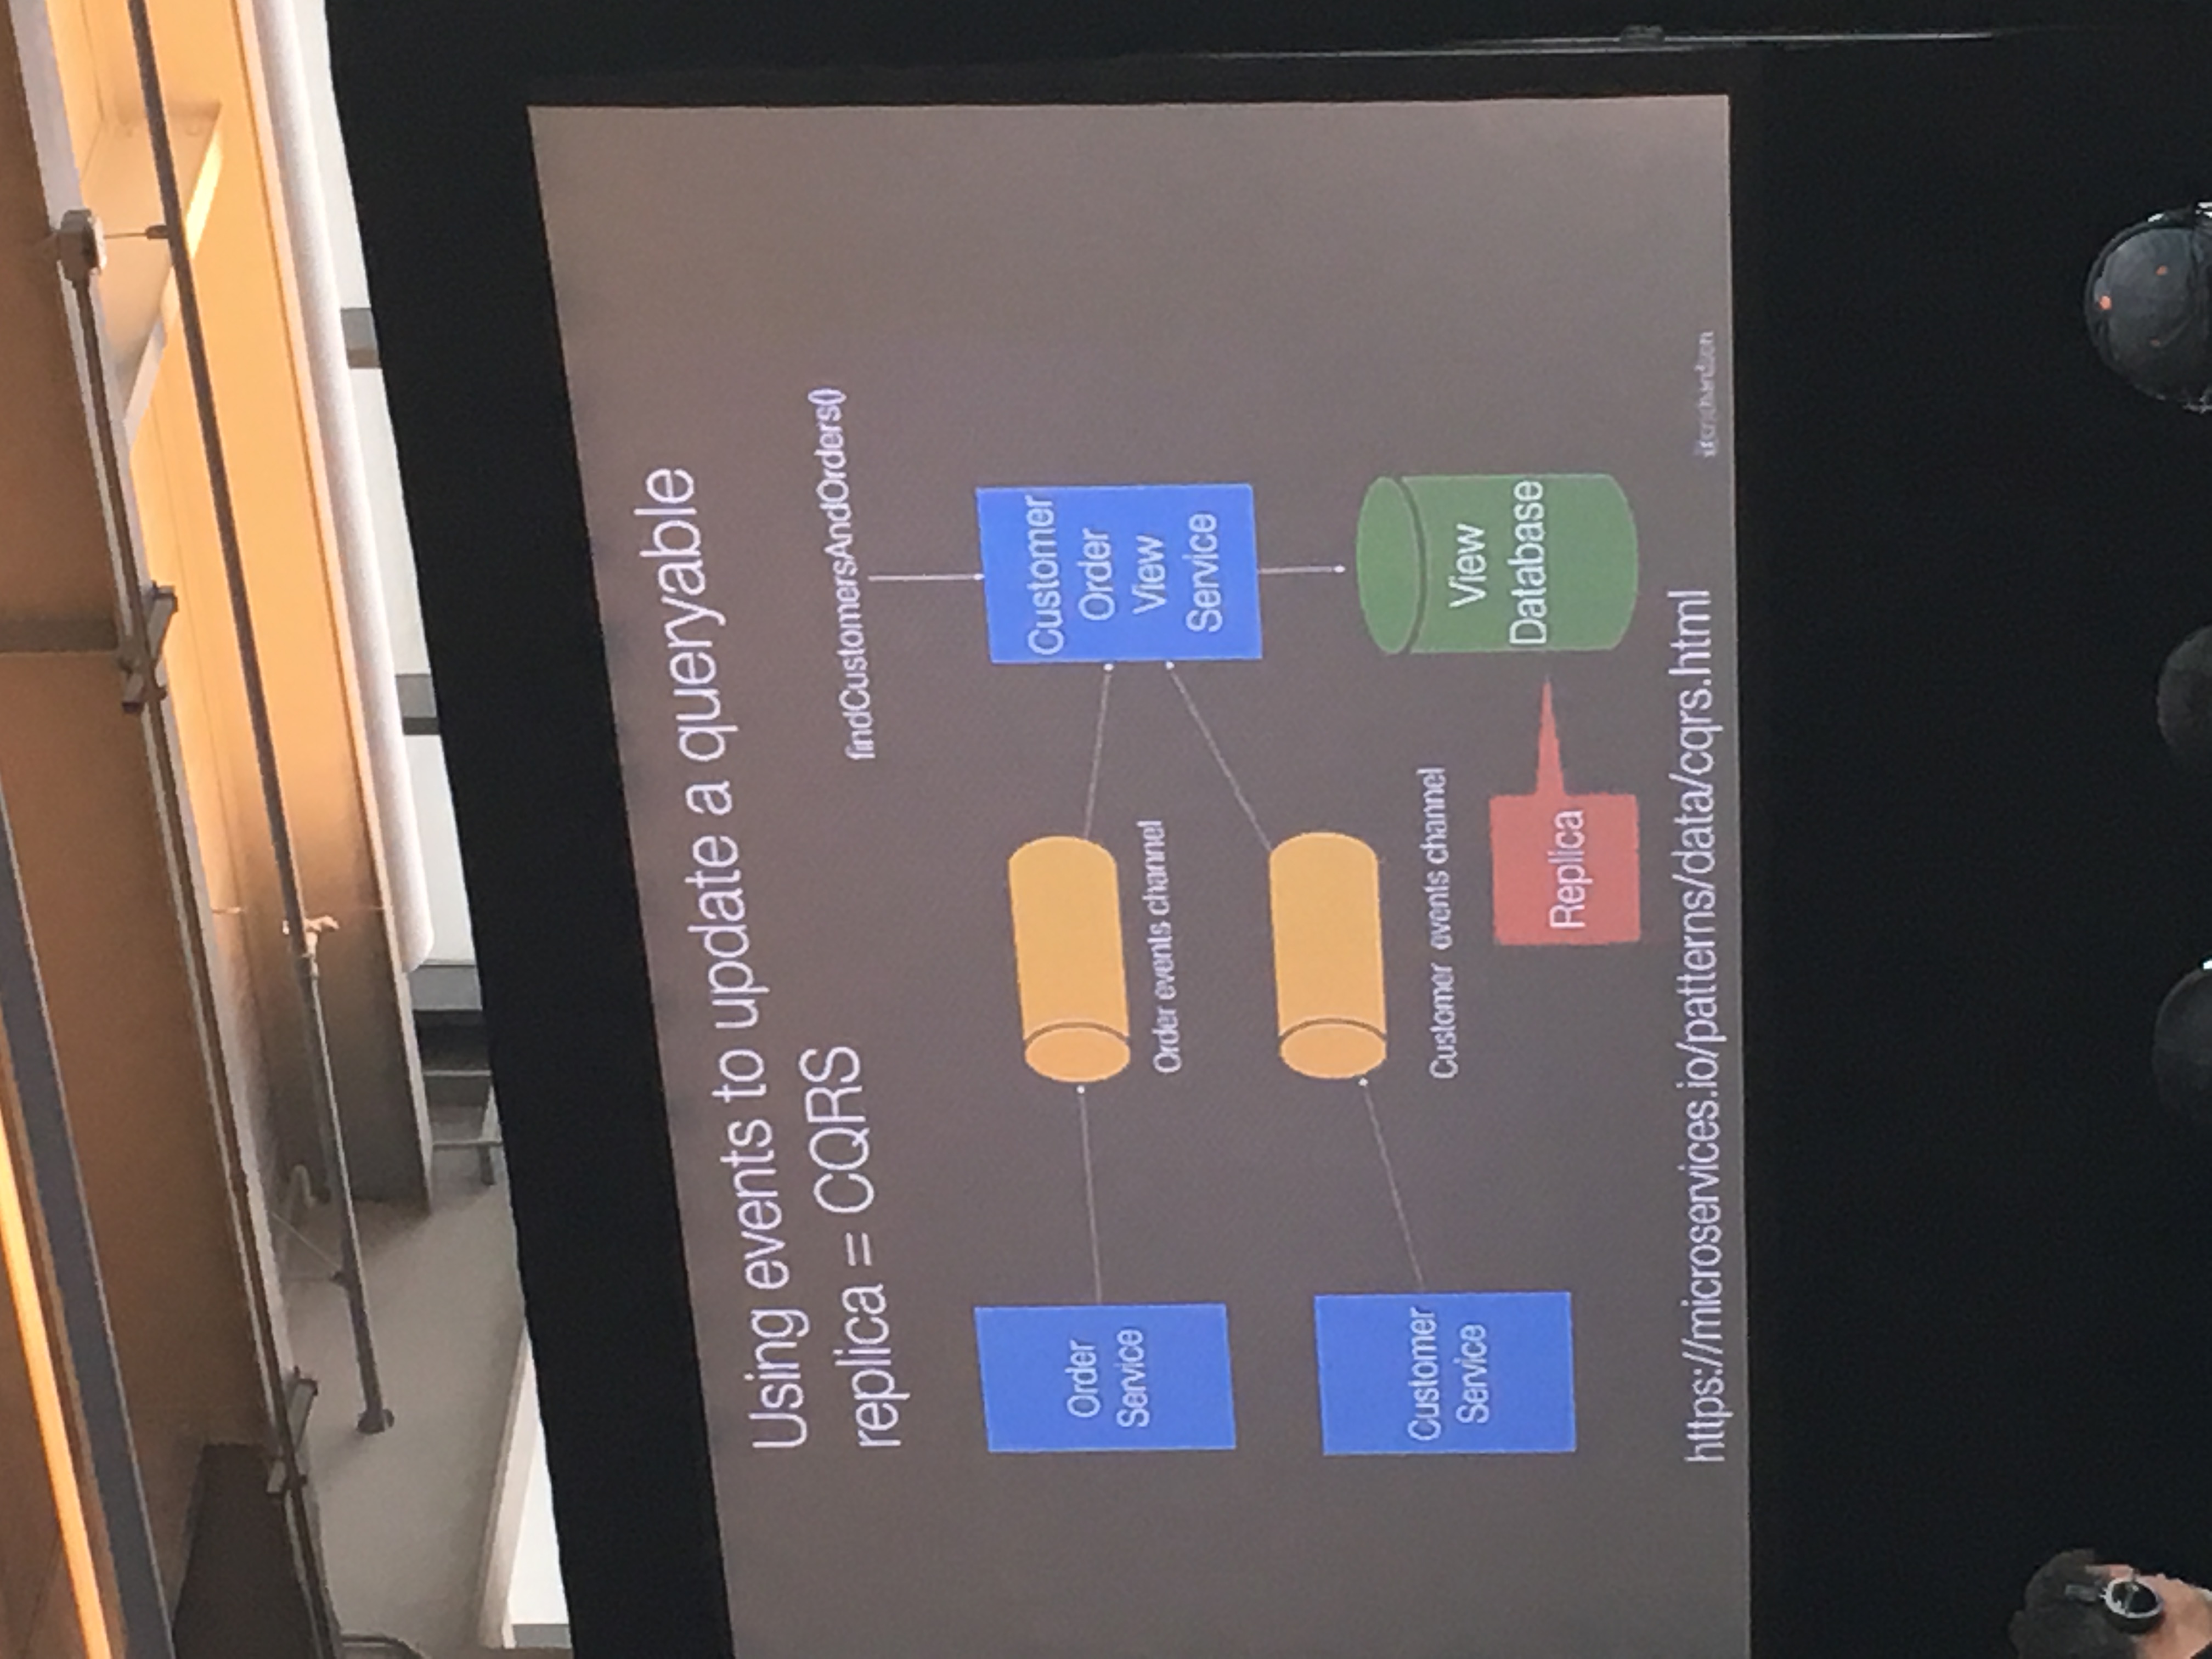 Using events to update a queryable
replica = CQRS
findCustomersAndOrders()
Order
Service
Order events channel
Customer
Order
View
Service
Customer
Service
Customer events channel
Replica
View
Database
https://microservices.io/patterns/data/cqrs.html